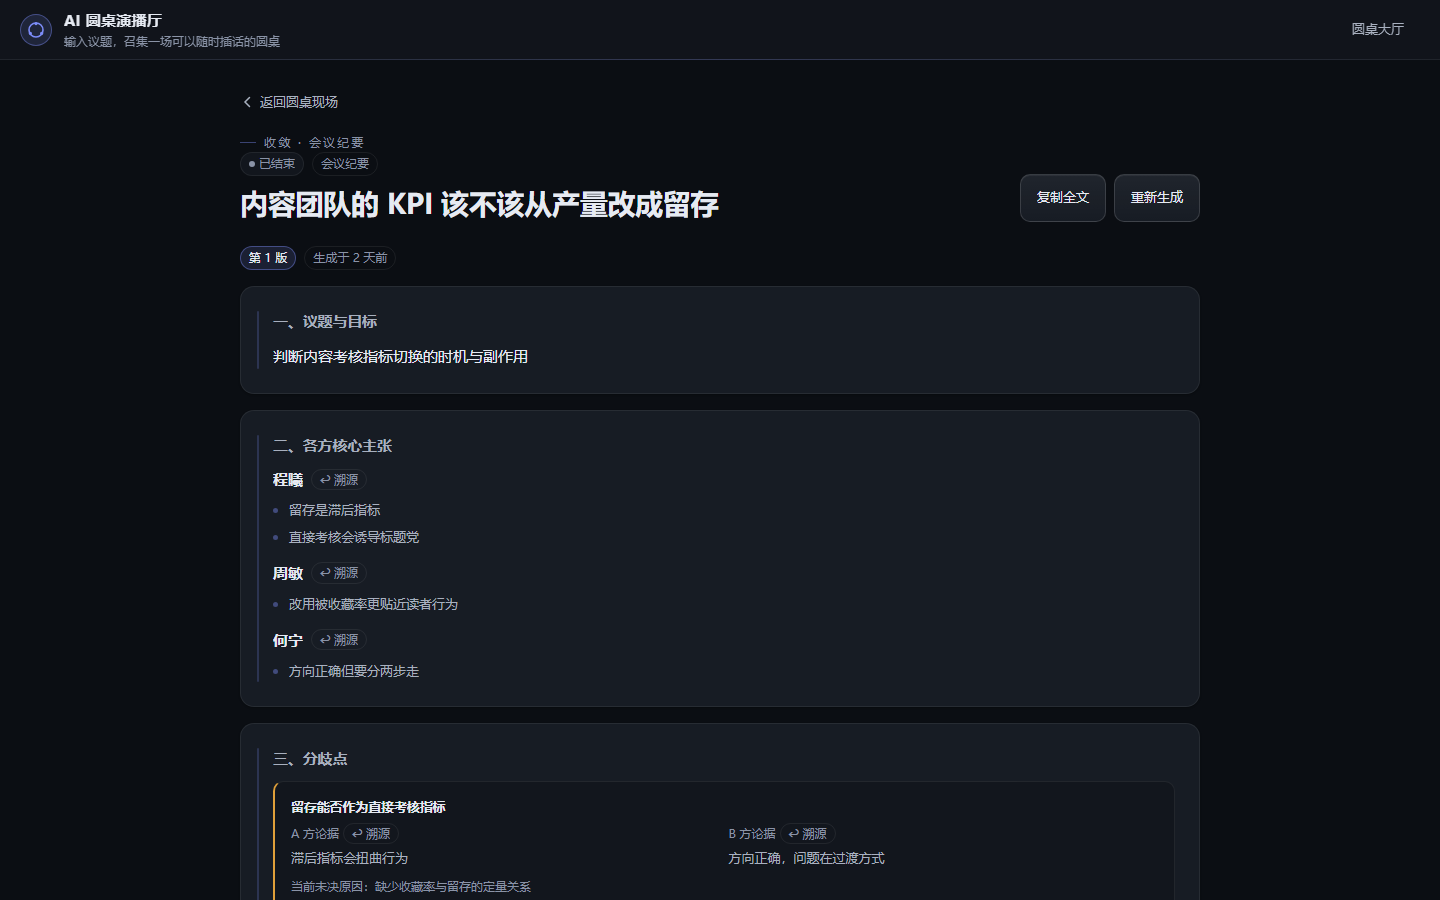 AI 圆桌演播厅
输入议题，召集一场可以随时插话的圆桌
圆桌大厅
返回圆桌现场
收敛 · 会议纪要
已结束 会议纪要
内容团队的 KPI 该不该从产量改成留存
复制全文 重新生成
第 1 版 生成于 2 天前
一、议题与目标
判断内容考核指标切换的时机与副作用
二、各方核心主张
程曦 溯源
留存是滞后指标
直接考核会诱导标题党
周敏 溯源
改用被收藏率更贴近读者行为
何宁 溯源
方向正确但要分两步走
三、分歧点
留存能否作为直接考核指标
A 方论据 溯源
滞后指标会扭曲行为
B 方论据 溯源
方向正确，问题在过渡方式
当前未决原因：缺少收藏率与留存的定量关系